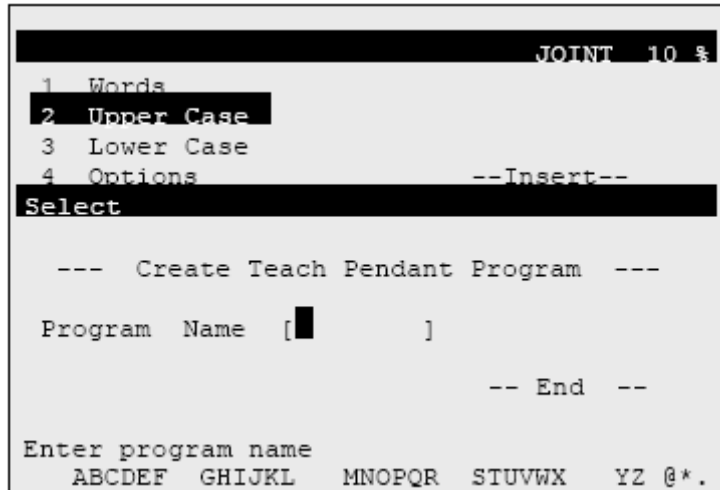 JOINT 10 %
1 Words
2 Upper Case
3 Lower Case
4 Options --Insert--
Select
--- Create Teach Pendant Program ---
Program Name [ ]
-- End --
Enter program name
ABCDEF GHIJKL MNOPQR STUVWX YZ @*.